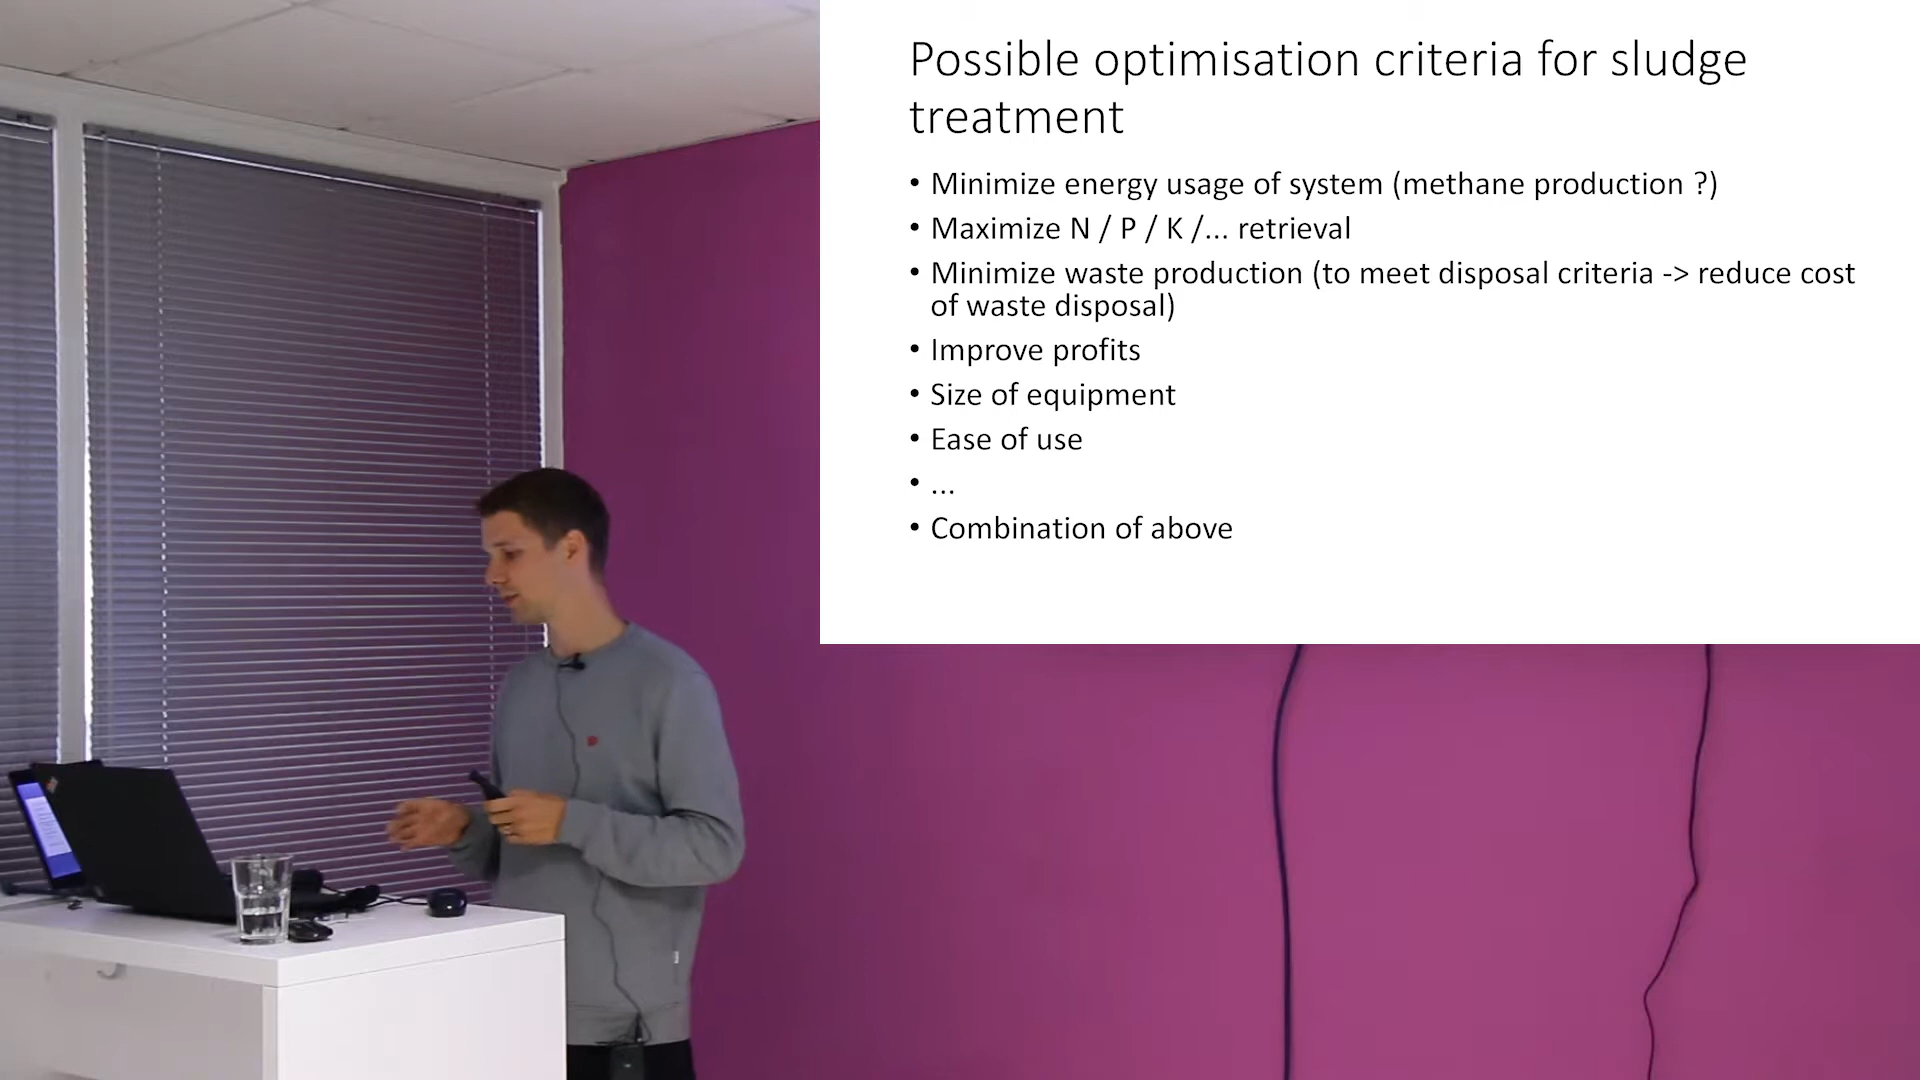 Possible optimisation criteria for sludge
treatment
• Minimize energy usage of system (methane production ?)
• Maximize N / P / K /... retrieval
• Minimize waste production (to meet disposal criteria -> reduce cost
of waste disposal)
• Improve profits
• Size of equipment
• Ease of use
• ...
• Combination of above